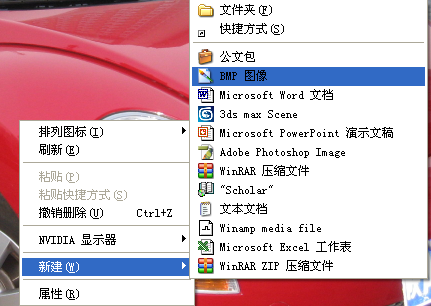 文件夹(F)
快捷方式(S)
公文包
BMP 图像
Microsoft Word 文档
3ds max Scene
Microsoft PowerPoint 演示文稿
Adobe Photoshop Image
WinRAR 压缩文件
"Scholar"
文本文档
Winamp media file
Microsoft Excel 工作表
WinRAR ZIP 压缩文件
排列图标(I)
刷新(E)
粘贴(P)
粘贴快捷方式(S)
撤销删除(U) Ctrl+Z
NVIDIA 显示器
新建(W)
属性(R)